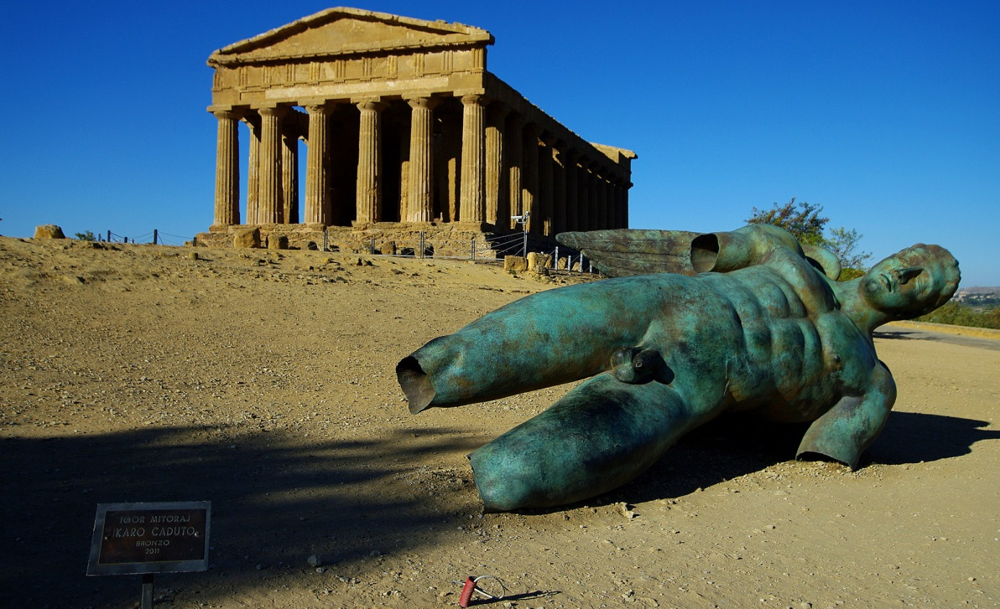 IGOR MITORAJ
IKARO CADUTO
BRONZO
2011